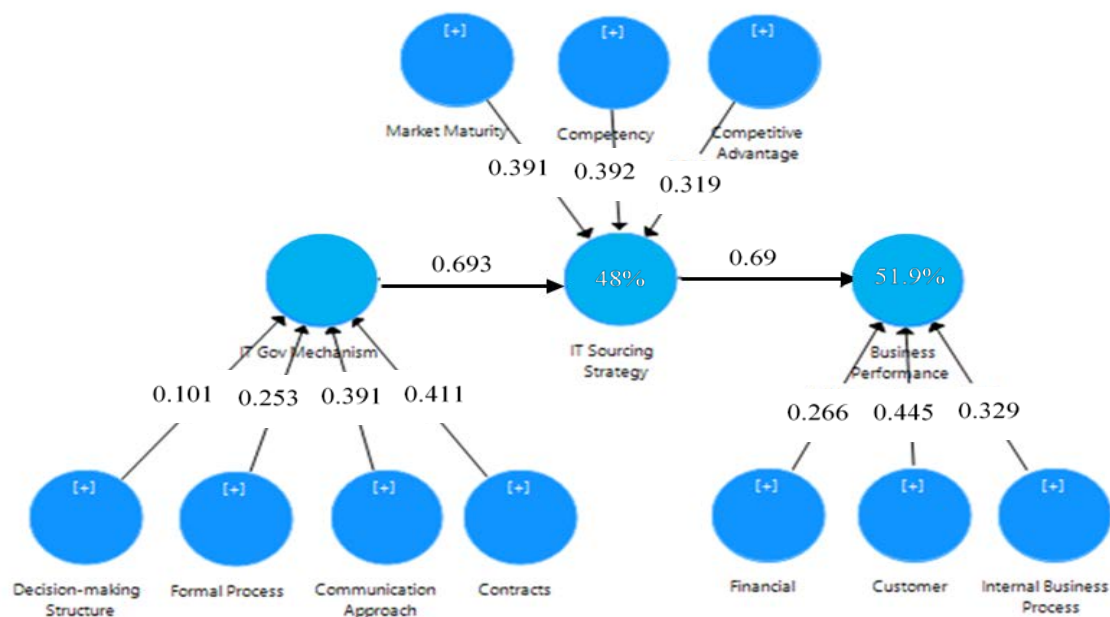 [+]
[+]
[+]
Market Maturity
Competency
Competitive
Advantage
0.391
0.392
0.319
0.693
48%
0.69
51.9%
IT Gov Mechanism
IT Sourcing
Strategy
Business
Performance
0.101
0.253
0.391
0.411
0.266
0.445
0.329
[+]
[+]
[+]
[+]
[+]
[+]
[+]
Decision-making
Structure
Formal Process
Communication
Approach
Contracts
Financial
Customer
Internal Business
Process